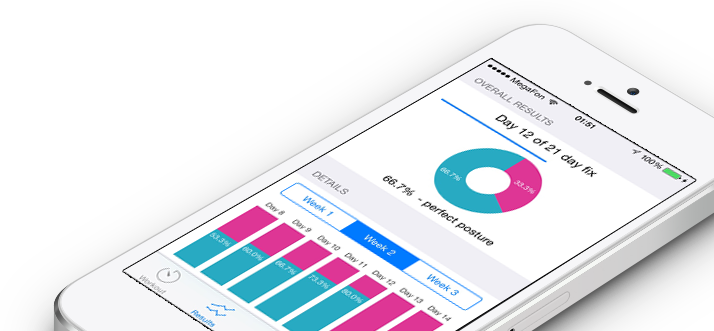 MegaFon 01:51 100%
OVERALL RESULTS
Day 12 of 21 day fix
66.7% 33.3%
66.7% - perfect posture
DETAILS
Week 1 Week 2 Week 3
Day 8 Day 9 Day 10 Day 11 Day 12 Day 13 Day 14
53.3% 60.0% 66.7% 73.3% 80.0%
Workout Results